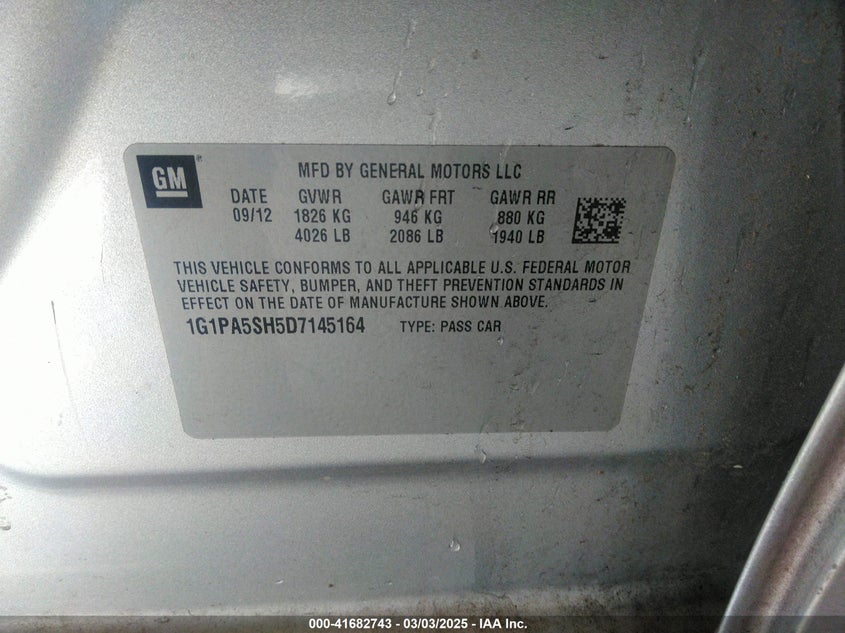 GM
MFD BY GENERAL MOTORS LLC
DATE GVWR GAWR FRT GAWR RR
09/12 1826 KG 946 KG 880 KG
4026 LB 2086 LB 1940 LB
THIS VEHICLE CONFORMS TO ALL APPLICABLE U.S. FEDERAL MOTOR
VEHICLE SAFETY, BUMPER, AND THEFT PREVENTION STANDARDS IN
EFFECT ON THE DATE OF MANUFACTURE SHOWN ABOVE.
1G1PA5SH5D7145164 TYPE: PASS CAR
000-41682743 - 03/03/2025 - IAA Inc.